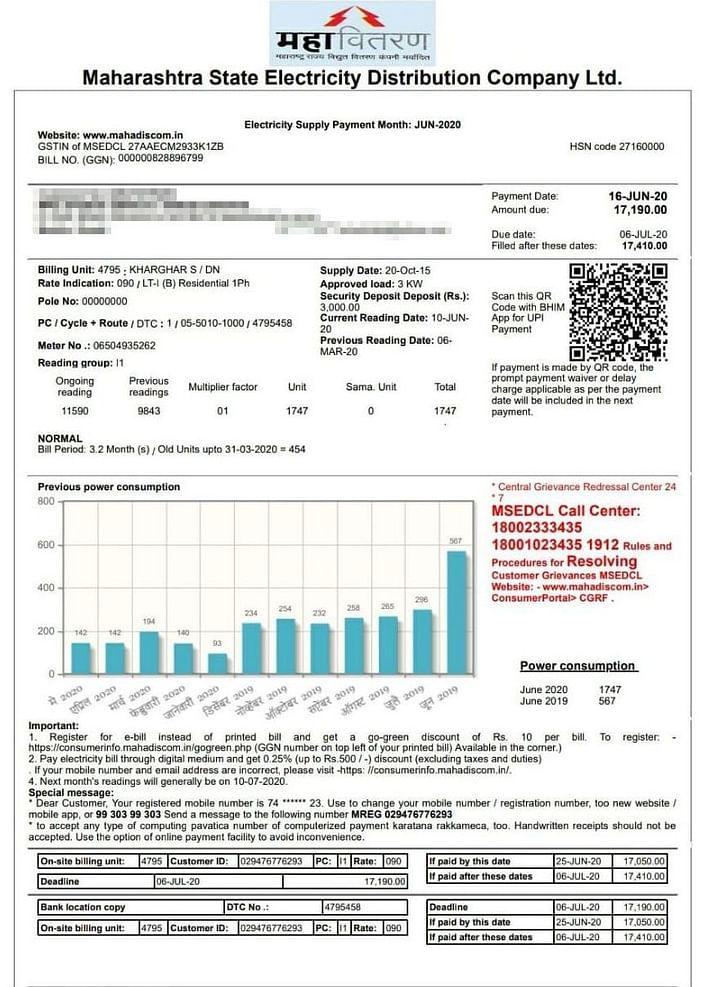 महावितरण
महाराष्ट्र राज्य विद्युत वितरण कंपनी मर्यादित
Maharashtra State Electricity Distribution Company Ltd.
Electricity Supply Payment Month: JUN-2020
Website: www.mahadiscom.in
GSTIN of MSEDCL 27AAECM2933K1ZB
HSN code 27160000
BILL NO. (GGN): 000000828896799
Payment Date: 16-JUN-20
Amount due: 17,190.00
Due date: 06-JUL-20
Filled after these dates: 17,410.00
Billing Unit: 4795 : KHARGHAR S / DN
Rate Indication: 090 / LT-I (B) Residential 1Ph
Pole No: 00000000
PC / Cycle + Route / DTC : 1 / 05-5010-1000 / 4795458
Meter No .: 06504935262
Reading group: I1
Supply Date: 20-Oct-15
Approved load: 3 KW
Security Deposit Deposit (Rs.):
3,000.00
Current Reading Date: 10-JUN-
20
Previous Reading Date: 06-
MAR-20
Scan this QR
Code with BHIM
App for UPI
Payment
If payment is made by QR code, the
prompt payment waiver or delay
charge applicable as per the payment
date will be included in the next
payment.
Ongoing reading Previous readings Multiplier factor Unit Sama. Unit Total
11590 9843 01 1747 0 1747
NORMAL
Bill Period: 3.2 Month (s) / Old Units upto 31-03-2020 = 454
Previous power consumption
800
600
400
200
0
142 142 194 140 93 234 254 232 258 265 296 567
मे 2020 एप्रिल 2020 मार्च 2020 फेब्रुवारी 2020 जानेवारी 2020 डिसेंबर 2019 नोव्हेंबर 2019 ऑक्टोबर 2019 सप्टेंबर 2019 ऑगस्ट 2019 जुलै 2019 जून 2019
* Central Grievance Redressal Center 24
* 7
MSEDCL Call Center:
18002333435
18001023435 1912 Rules and
Procedures for Resolving
Customer Grievances MSEDCL
Website: - www.mahadiscom.in>
ConsumerPortal> CGRF .
Power consumption
June 2020 1747
June 2019 567
Important:
1. Register for e-bill instead of printed bill and get a go-green discount of Rs. 10 per bill. To register: -
https://consumerinfo.mahadiscom.in/gogreen.php (GGN number on top left of your printed bill) Available in the corner.)
2. Pay electricity bill through digital medium and get 0.25% (up to Rs.500 / -) discount (excluding taxes and duties)
. If your mobile number and email address are incorrect, please visit -https: //consumerinfo.mahadiscom.in/.
4. Next month's readings will generally be on 10-07-2020.
Special message:
* Dear Customer, Your registered mobile number is 74 ****** 23. Use to change your mobile number / registration number, too new website /
mobile app, or 99 303 99 303 Send a message to the following number MREG 029476776293
* to accept any type of computing pavatica number of computerized payment karatana rakkameca, too. Handwritten receipts should not be
accepted. Use the option of online payment facility to avoid inconvenience.
On-site billing unit: 4795 Customer ID: 029476776293 PC: I1 Rate: 090
Deadline 06-JUL-20 17,190.00
If paid by this date 25-JUN-20 17,050.00
If paid after these dates 06-JUL-20 17,410.00
Bank location copy DTC No .: 4795458
On-site billing unit: 4795 Customer ID: 029476776293 PC: I1 Rate: 090
Deadline 06-JUL-20 17,190.00
If paid by this date 25-JUN-20 17,050.00
If paid after these dates 06-JUL-20 17,410.00